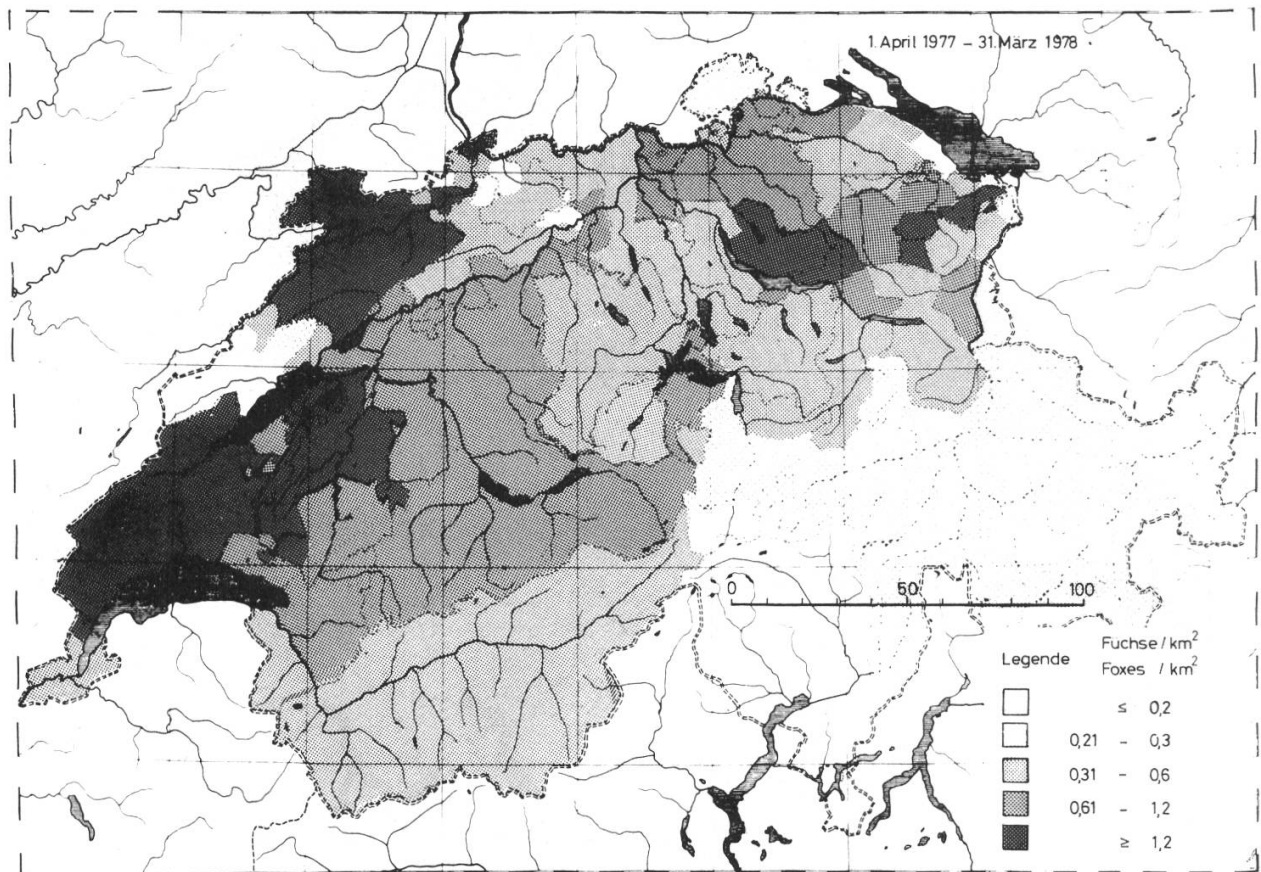 1. April 1977 – 31. März 1978
0 50 100
Legende Füchse / km²
Foxes / km²
≤ 0,2
0,21 – 0,3
0,31 – 0,6
0,61 – 1,2
≥ 1,2